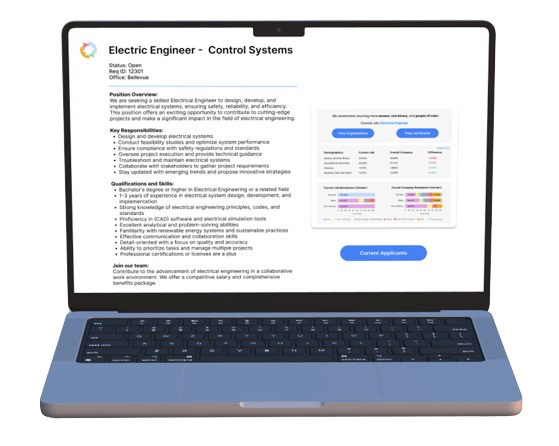 Electric Engineer - Control Systems
Status: Open
Req ID: 12301
Office: Bellevue
Position Overview:
We are seeking a skilled Electrical Engineer to design, develop, and
implement electrical systems, ensuring safety, reliability, and efficiency.
This position offers an exciting opportunity to contribute to cutting-edge
projects and make a significant impact in the field of electrical engineering.
Key Responsibilities:
• Design and develop electrical systems
• Conduct feasibility studies and optimize system performance
• Ensure compliance with safety regulations and standards
• Oversee project execution and provide technical guidance
• Troubleshoot and maintain electrical systems
• Collaborate with stakeholders to gather project requirements
• Stay updated with emerging trends and propose innovative strategies
Qualifications and Skills:
• Bachelor's degree or higher in Electrical Engineering or a related field
• 1-3 years of experience in electrical system design, development, and
implementation
• Strong knowledge of electrical engineering principles, codes, and
standards
• Proficiency in (CAD) software and electrical simulation tools
• Excellent analytical and problem-solving abilities
• Familiarity with renewable energy systems and sustainable practices
• Effective communication and collaboration skills
• Detail-oriented with a focus on quality and accuracy
• Ability to prioritize tasks and manage multiple projects
• Professional certifications or licenses are a plus
Join our team:
Contribute to the advancement of electrical engineering in a collaborative
work environment. We offer a competitive salary and comprehensive
benefits package.
We recommend sourcing more women, non binary, and people of color
Current Job: Electrical Engineer
View Organizations
View Job Boards
Demographics Current Job Overall Company Difference
Current Job Breakdown (Gender)
Overall Company Breakdown (Gender)
Current Applicants